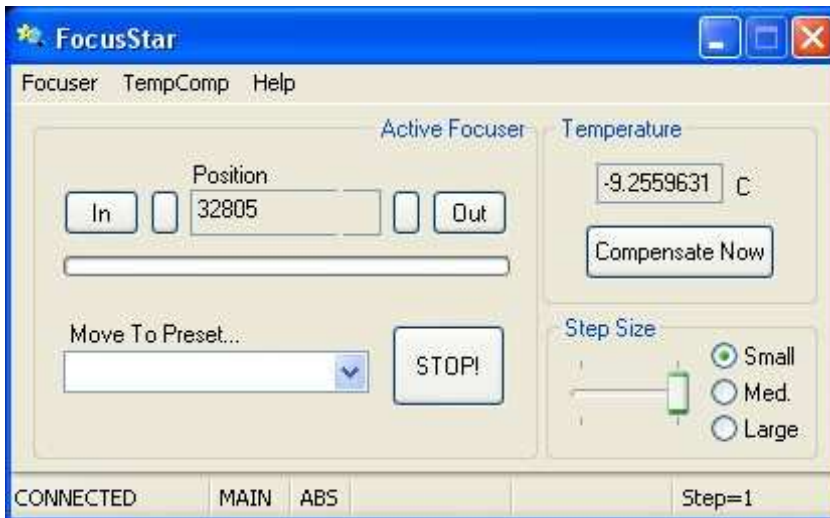 FocusStar
Focuser TempComp Help
Active Focuser
Position
In
32805
Out
Move To Preset...
STOP!
Temperature
-9.2559631 C
Compensate Now
Step Size
Small
Med.
Large
CONNECTED MAIN ABS Step=1